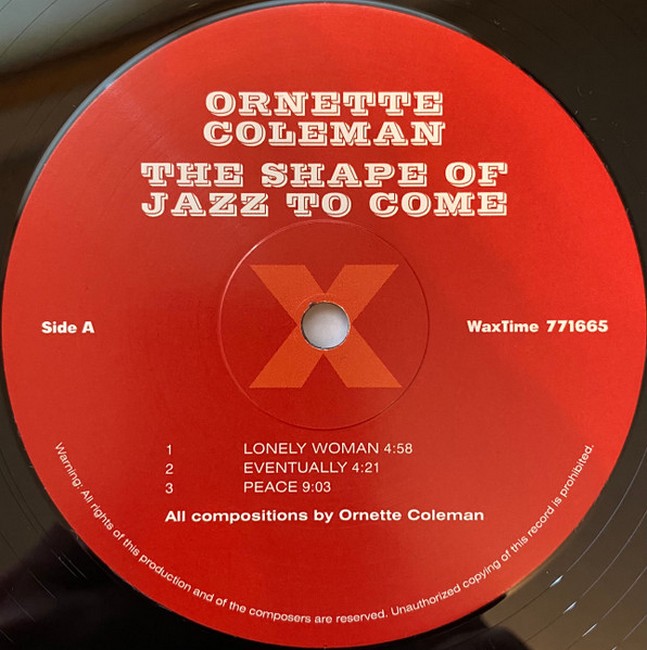 ORNETTE
COLEMAN
THE SHAPE OF
JAZZ TO COME
X
Side A
WaxTime 771665
1 LONELY WOMAN 4:58
2 EVENTUALLY 4:21
3 PEACE 9:03
All compositions by Ornette Coleman
Warning: All rights of this production and of the composers are reserved. Unauthorized copying of this record is prohibited.